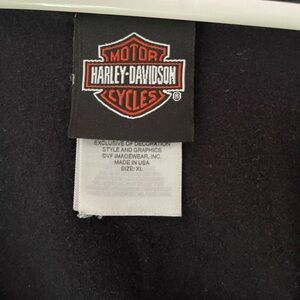 MOTOR
HARLEY-DAVIDSON
CYCLES ®
EXCLUSIVE OF DECORATION
STYLE AND GRAPHICS
©VF IMAGEWEAR, INC.
MADE IN USA
SIZE: XL